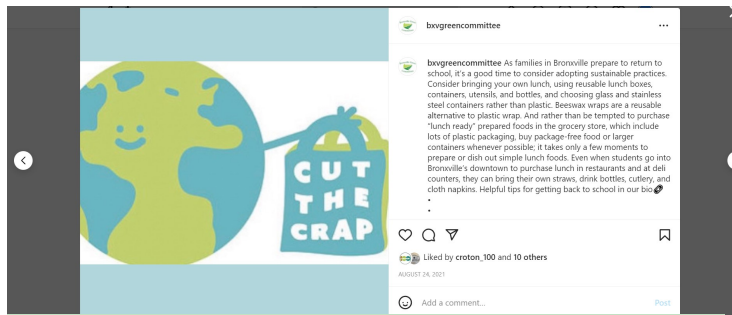 CUT
THE
CRAP
bxvgreencommittee
bxvgreencommittee As families in Bronxville prepare to return to
school, it's a good time to consider adopting sustainable practices.
Consider bringing your own lunch, using reusable lunch boxes,
containers, utensils, and bottles, and choosing glass and stainless
steel containers rather than plastic. Beeswax wraps are a reusable
alternative to plastic wrap. And rather than be tempted to purchase
"lunch ready" prepared foods in the grocery store, which include
lots of plastic packaging, buy package-free food or larger
containers whenever possible; it takes only a few moments to
prepare or dish out simple lunch foods. Even when students go into
Bronxville's downtown to purchase lunch in restaurants and at deli
counters, they can bring their own straws, drink bottles, cutlery, and
cloth napkins. Helpful tips for getting back to school in our bio
•
•
Liked by croton_100 and 10 others
AUGUST 24, 2021
Add a comment...
Post